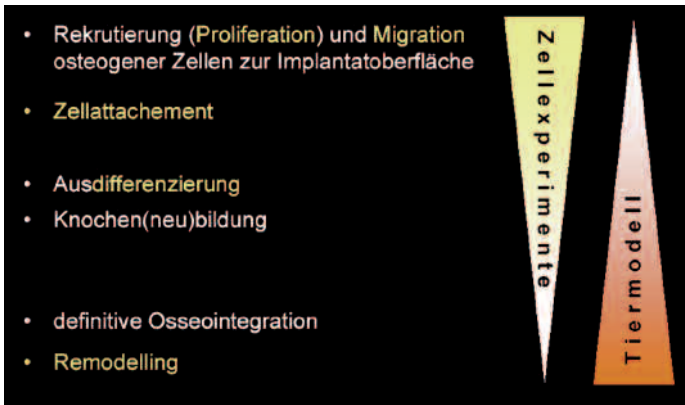 • Rekrutierung (Proliferation) und Migration
osteogener Zellen zur Implantatoberfläche
• Zellattachement
• Ausdifferenzierung
• Knochen(neu)bildung
• definitive Osseointegration
• Remodelling
Zellexperimente
Tiermodell